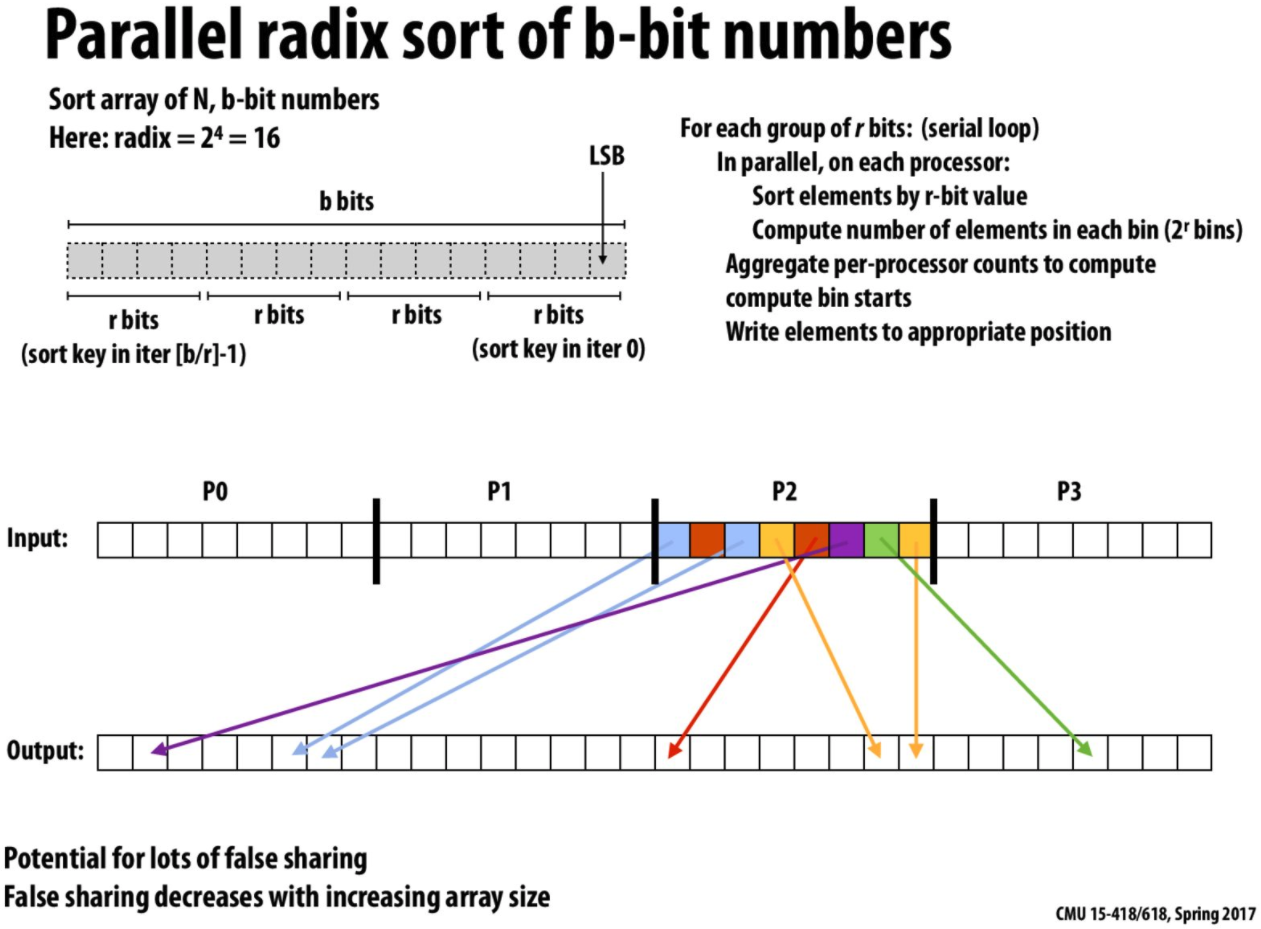 Parallel radix sort of b-bit numbers
Sort array of N, b-bit numbers
Here: radix = 2⁴ = 16
LSB
b bits
r bits
(sort key in iter [b/r]-1)
r bits
r bits
r bits
(sort key in iter 0)
For each group of r bits: (serial loop)
In parallel, on each processor:
Sort elements by r-bit value
Compute number of elements in each bin (2ʳ bins)
Aggregate per-processor counts to compute
compute bin starts
Write elements to appropriate position
P0
P1
P2
P3
Input:
Output:
Potential for lots of false sharing
False sharing decreases with increasing array size
CMU 15-418/618, Spring 2017